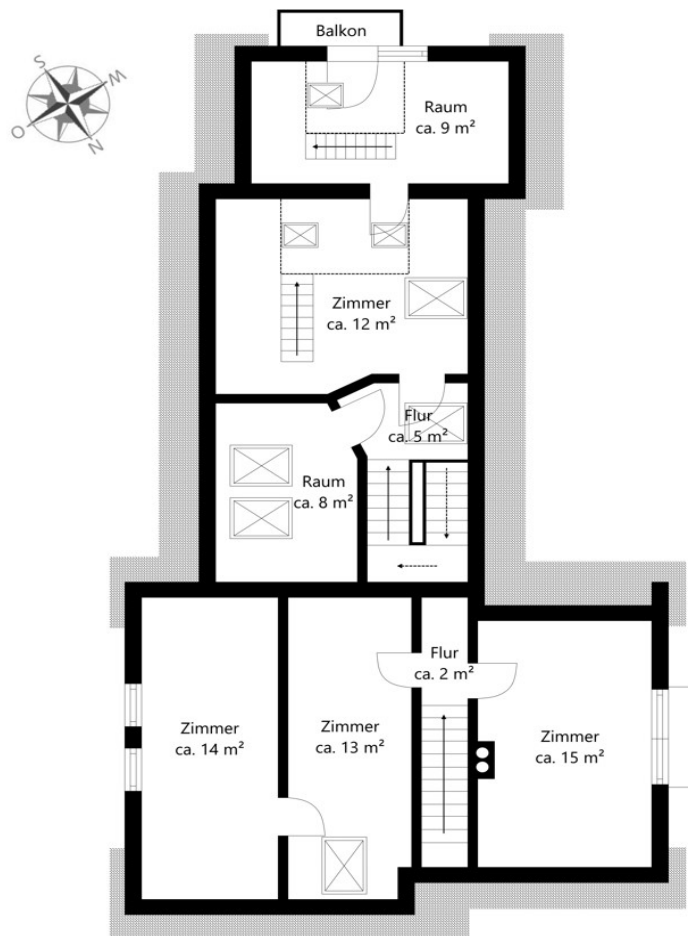 Balkon
S
W
O
N
Raum
ca. 9 m²
Zimmer
ca. 12 m²
Flur
ca. 5 m²
Raum
ca. 8 m²
Flur
ca. 2 m²
Zimmer
ca. 14 m²
Zimmer
ca. 13 m²
Zimmer
ca. 15 m²